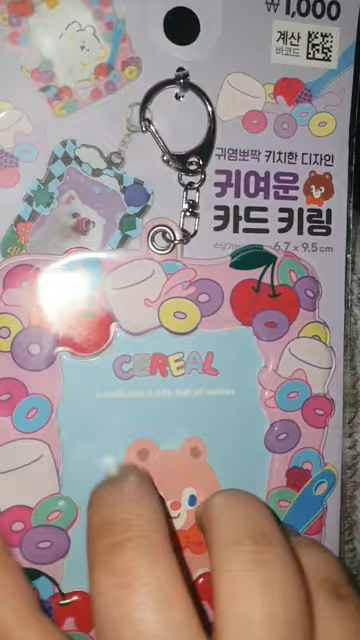 ₩1,000
계산
바코드
귀염뽀짝 키치한 디자인
귀여운
카드 키링
6.7 x 9.5cm
CEREAL